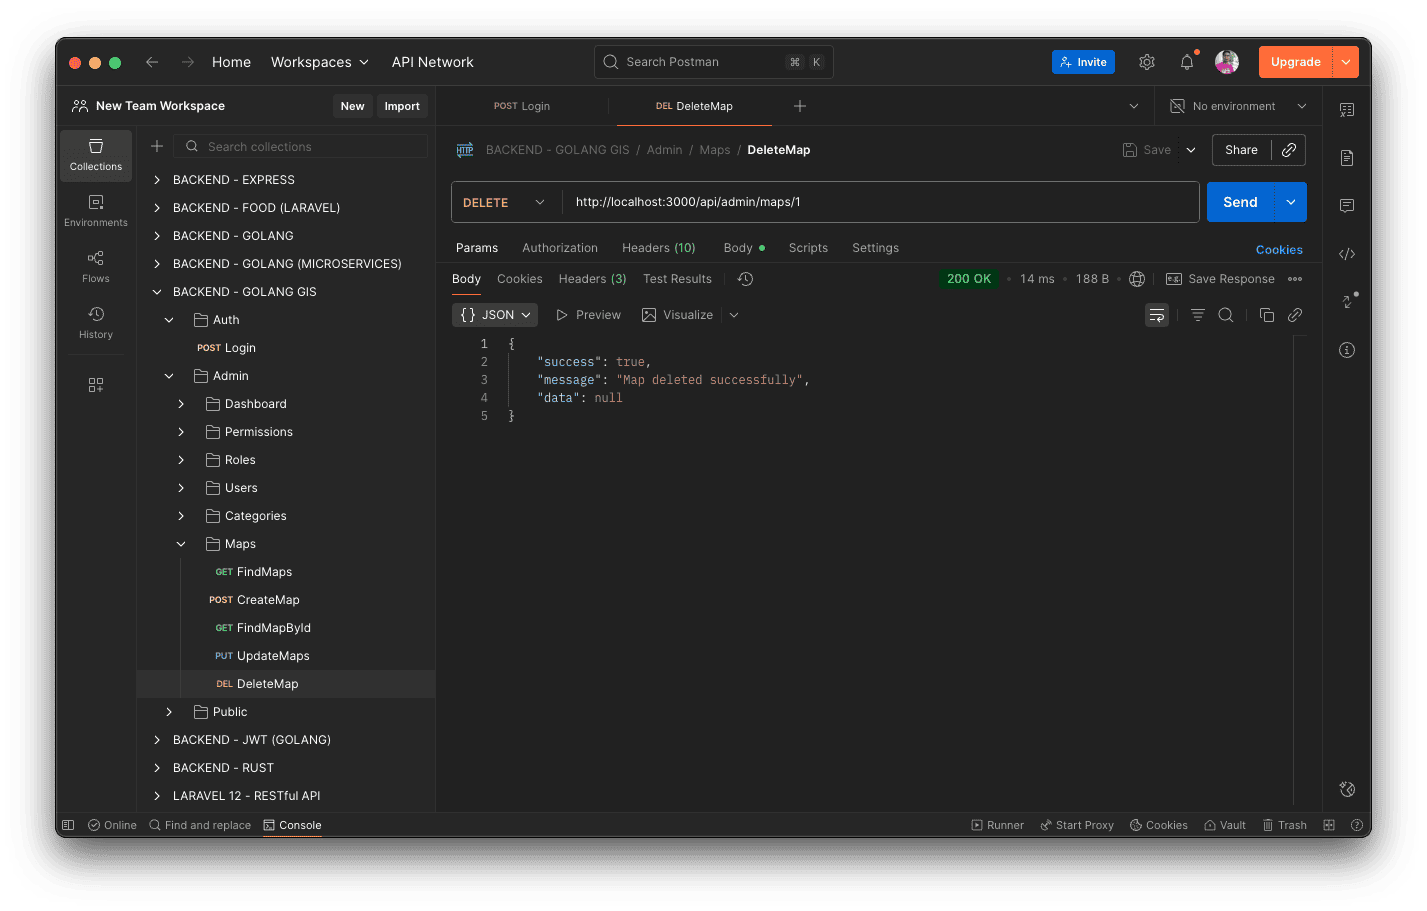 Home
Workspaces
API Network
Search Postman
⌘ K
Invite
Upgrade
New Team Workspace
New
Import
POST Login
DEL DeleteMap
No environment
Collections
Environments
Flows
History
Search collections
BACKEND - EXPRESS
BACKEND - FOOD (LARAVEL)
BACKEND - GOLANG
BACKEND - GOLANG (MICROSERVICES)
BACKEND - GOLANG GIS
Auth
POST Login
Admin
Dashboard
Permissions
Roles
Users
Categories
Maps
GET FindMaps
POST CreateMap
GET FindMapById
PUT UpdateMaps
DEL DeleteMap
Public
BACKEND - JWT (GOLANG)
BACKEND - RUST
LARAVEL 12 - RESTful API
HTTP BACKEND - GOLANG GIS / Admin / Maps / DeleteMap
Save
Share
DELETE http://localhost:3000/api/admin/maps/1
Send
Params Authorization Headers (10) Body Scripts Settings
Cookies
Body Cookies Headers (3) Test Results
200 OK • 14 ms • 188 B
e.g. Save Response
{} JSON Preview Visualize
1 {
2 "success": true,
3 "message": "Map deleted successfully",
4 "data": null
5 }
Online Find and replace Console
Runner Start Proxy Cookies Vault Trash